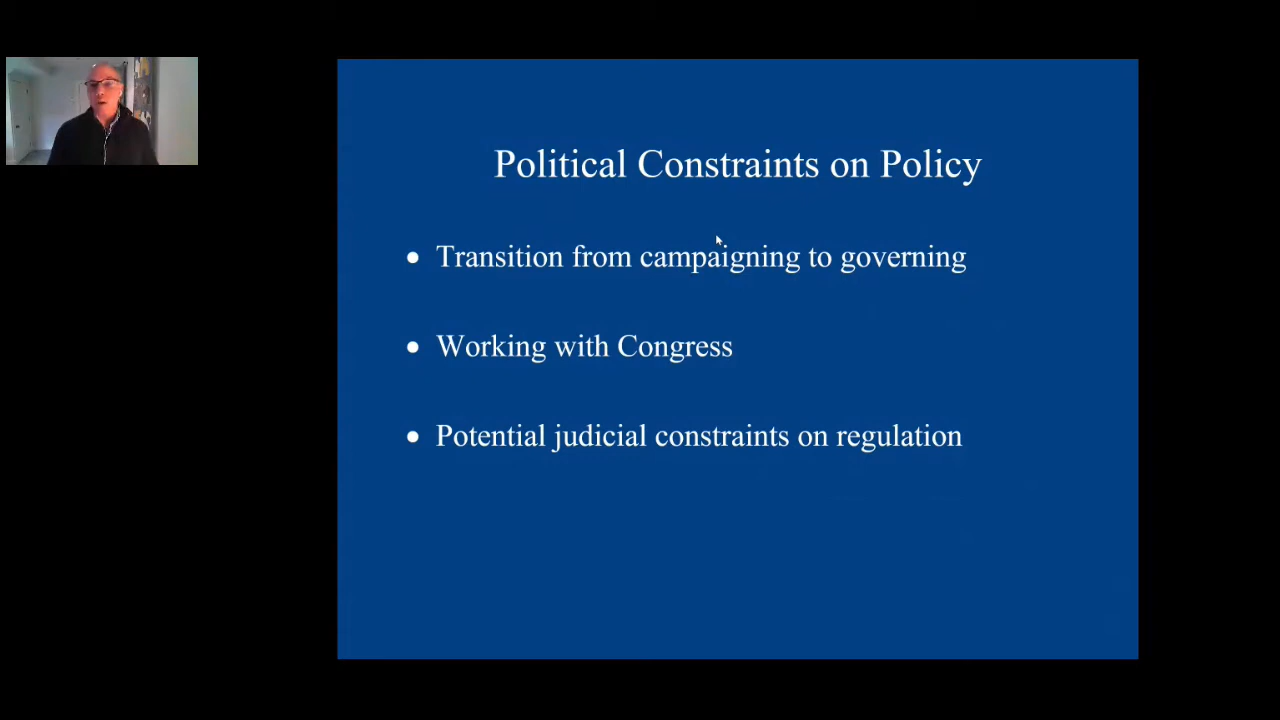 Political Constraints on Policy
• Transition from campaigning to governing
• Working with Congress
• Potential judicial constraints on regulation